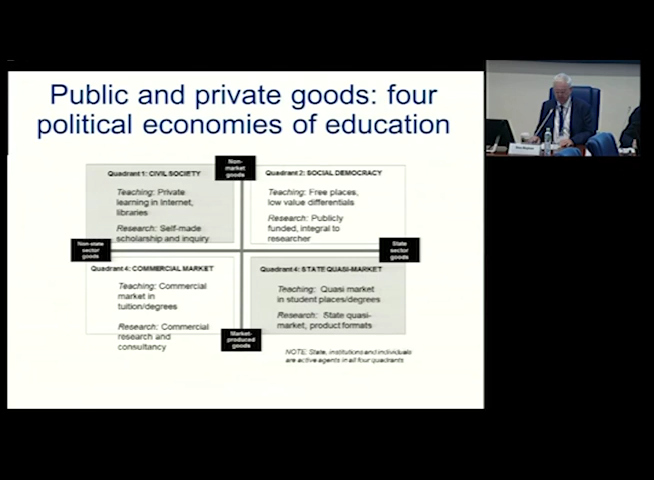 Public and private goods: four
political economies of education
Non-
market
goods
Quadrant 1: CIVIL SOCIETY
Teaching: Private
learning in Internet,
libraries
Research: Self-made
scholarship and inquiry
Quadrant 2: SOCIAL DEMOCRACY
Teaching: Free places,
low value differentials
Research: Publicly
funded, integral to
researcher
Non-state
sector
goods
State
sector
goods
Quadrant 4: COMMERCIAL MARKET
Teaching: Commercial
market in
tuition/degrees
Research: Commercial
research and
consultancy
Quadrant 4: STATE QUASI-MARKET
Teaching: Quasi market
in student places/degrees
Research: State quasi-
market, product formats
Market-
produced
goods
NOTE: State, institutions and individuals
are active agents in all four quadrants